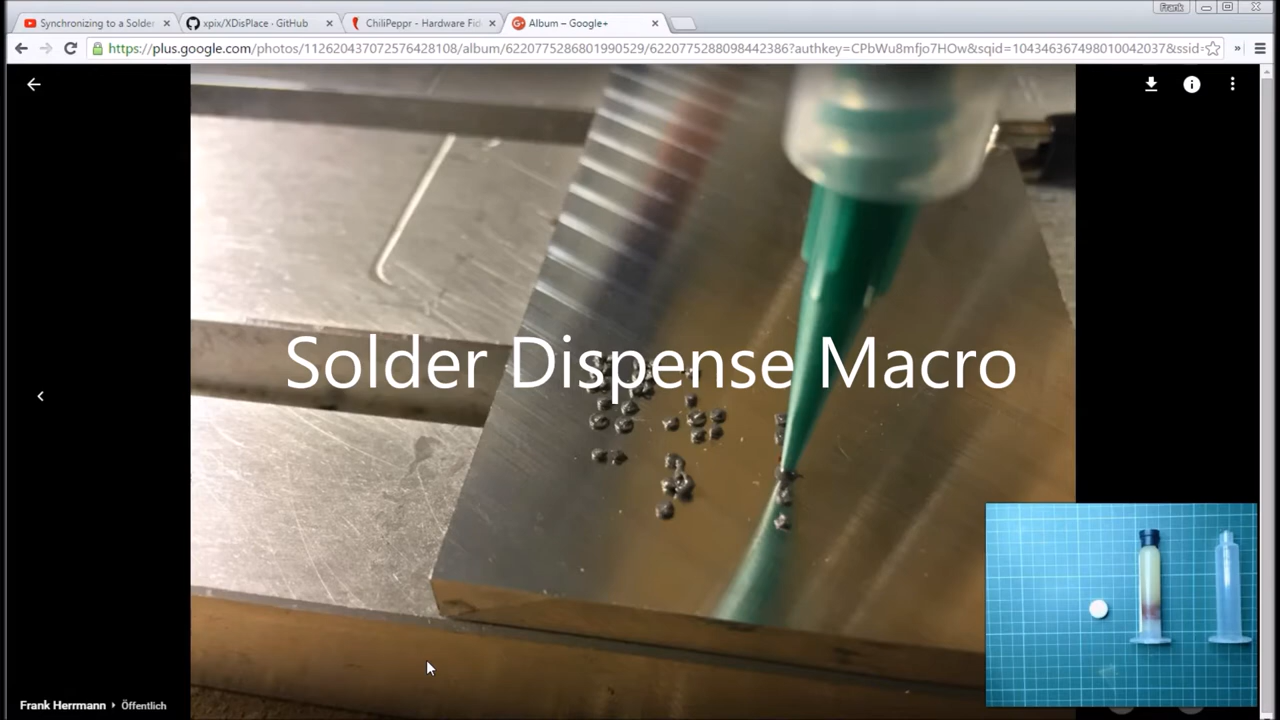 Synchronizing to a Solder
xpix/XDisPlace · GitHub
ChiliPeppr - Hardware Fid
Album – Google+
Frank
https://plus.google.com/photos/112620437072576428108/album/6220775286801990529/6220775288098442386?authkey=CPbWu8mfjo7HOw&sqid=104346367498010042037&ssid=
Solder Dispense Macro
Frank Herrmann
Öffentlich